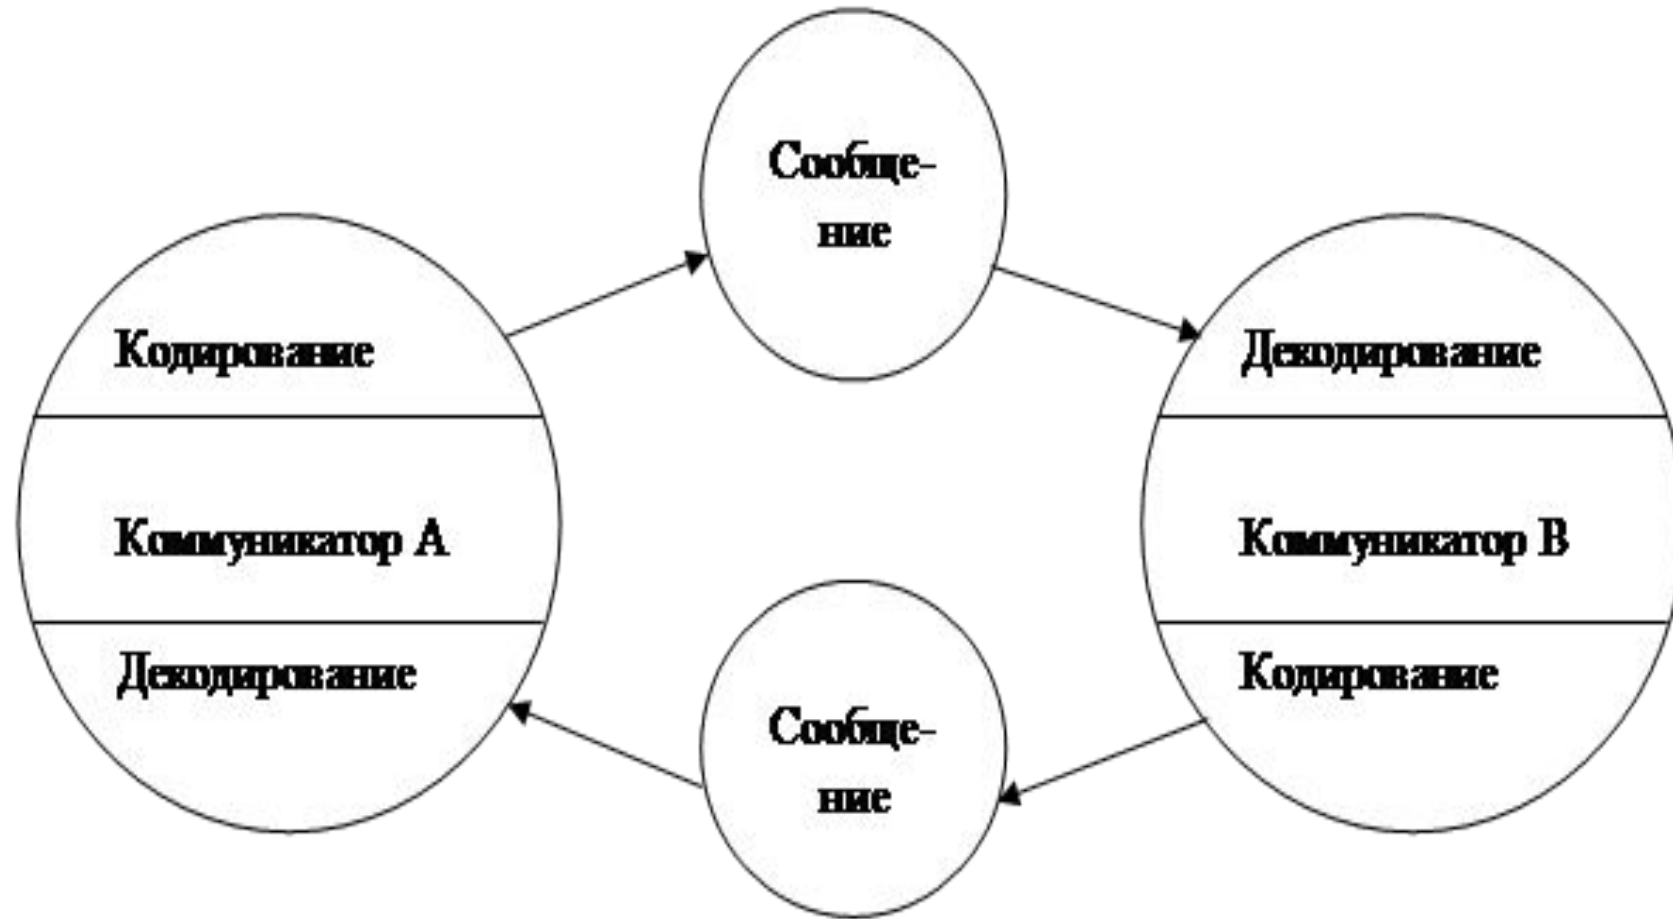 Сообще-
ние
Кодирование
Декодирование
Коммуникатор А
Коммуникатор В
Декодирование
Кодирование
Сообще-
ние